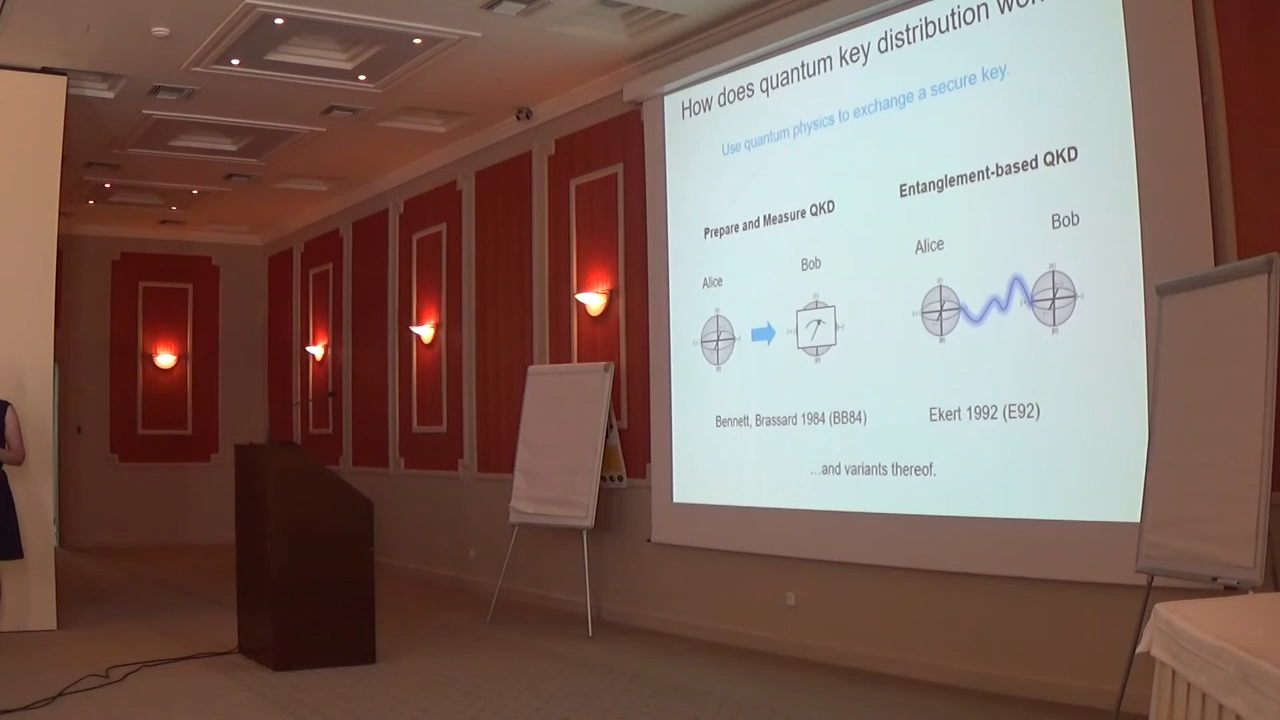 How does quantum key distribution
Use quantum physics to exchange a secure key.
Prepare and Measure QKD
Alice
Bob
Bennett, Brassard 1984 (BB84)
Entanglement-based QKD
Alice
Bob
Ekert 1992 (E92)
...and variants thereof.